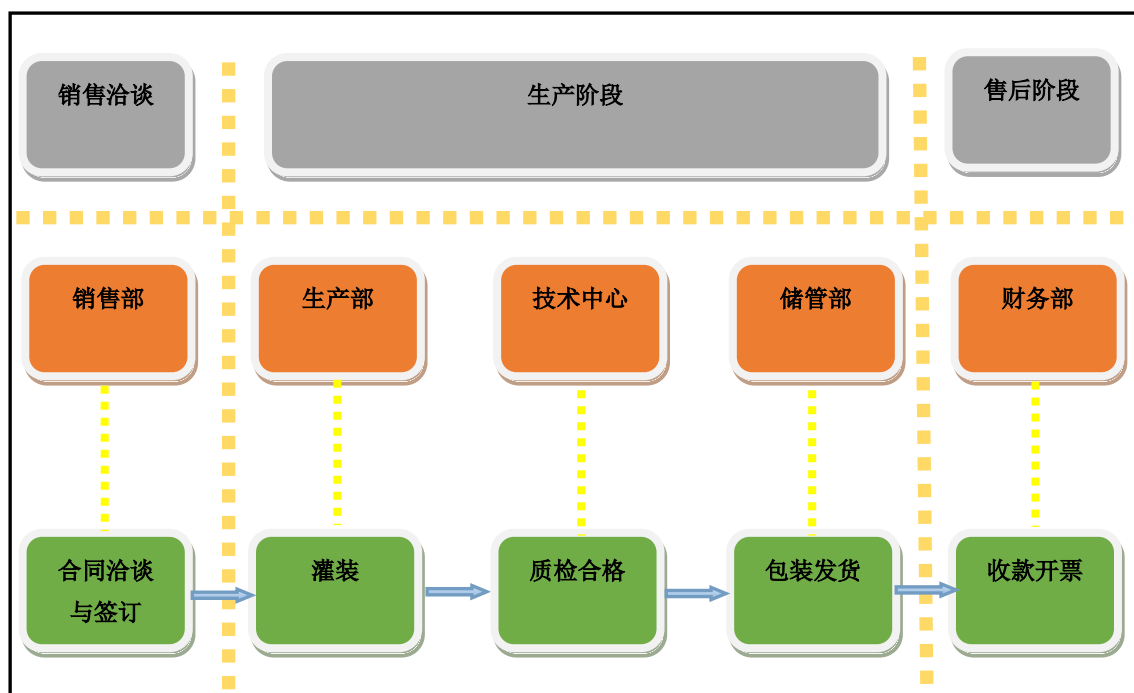 销售洽谈
生产阶段
售后阶段
销售部
生产部
技术中心
储管部
财务部
合同洽谈
与签订
灌装
质检合格
包装发货
收款开票